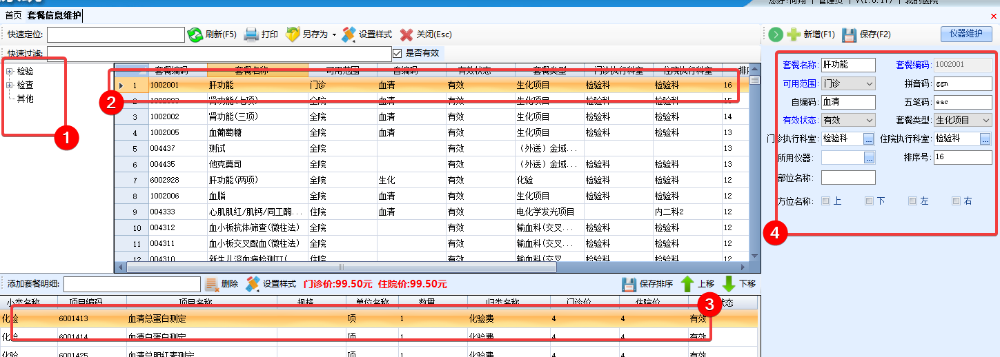 您好:何翔 | 管理员 | V(1.6.17) | 我的医院
首页 套餐信息维护
快速定位: 刷新(F5) 打印 另存为 设置样式 关闭(Esc)
新增(F1) 保存(F2) 仪器维护
快速过滤: 是否有效
检验
检查
其他
1
套餐编码 套餐名称 可用范围 自编码 有效状态 套餐类型 门诊执行科室 住院执行科室 排
1 1002001 肝功能 门诊 血清 有效 生化项目 检验科 检验科 16
2
2 肾功能(七项) 全院 血清 有效 生化项目 检验科 检验科 15
3 1002002 肾功能(三项) 全院 血清 有效 生化项目 检验科 检验科 14
4 1002005 血葡萄糖 全院 血清 有效 生化项目 检验科 检验科 13
5 004437 测试 全院 有效 (外送)金域... 13
6 004435 他克莫司 全院 有效 (外送)金域... 检验科 检验科 13
7 6002928 肝功能(两项) 全院 生化 有效 化验 检验科 检验科 12
8 1002006 血脂 全院 血清 有效 生化项目 检验科 检验科 12
9 004333 心肌肌红/肌钙/同工酶... 住院 有效 电化学发光项目 内二科2 12
10 004312 血小板抗体筛查(微柱法) 全院 有效 输血科(交叉... 检验科 检验科 12
11 004311 血小板交叉配血(微柱法) 全院 有效 输血科(交叉... 检验科 检验科 12
12 004310 新生儿溶血病检测II( 住院 有效 输血科(交叉 检验科 检验科 12
套餐名称: 肝功能 套餐编码: 1002001
可用范围: 门诊 拼音码: ggn
自编码: 血清 五笔码: eac
有效状态: 有效 套餐类型: 生化项目
门诊执行科室: 检验科 ... 住院执行科室: 检验科 ...
所用仪器: ... 排序号: 16
部位名称:
方位名称: 上 下 左 右
4
添加套餐明细: 删除 设置样式 门诊价:99.50元 住院价:99.50元 保存排序 上移 下移
小类名称 项目编码 项目名称 规格 单位名称 数量 归类名称 门诊价 住院价 状态
3
化验 6001413 血清总蛋白测定 项 1 化验费 4 4 有效
化验 6001414 血清白蛋白测定 项 1 化验费 4 4 有效
化验 6001425 血清总胆红素测定 项 1 化验费 5 5 有效